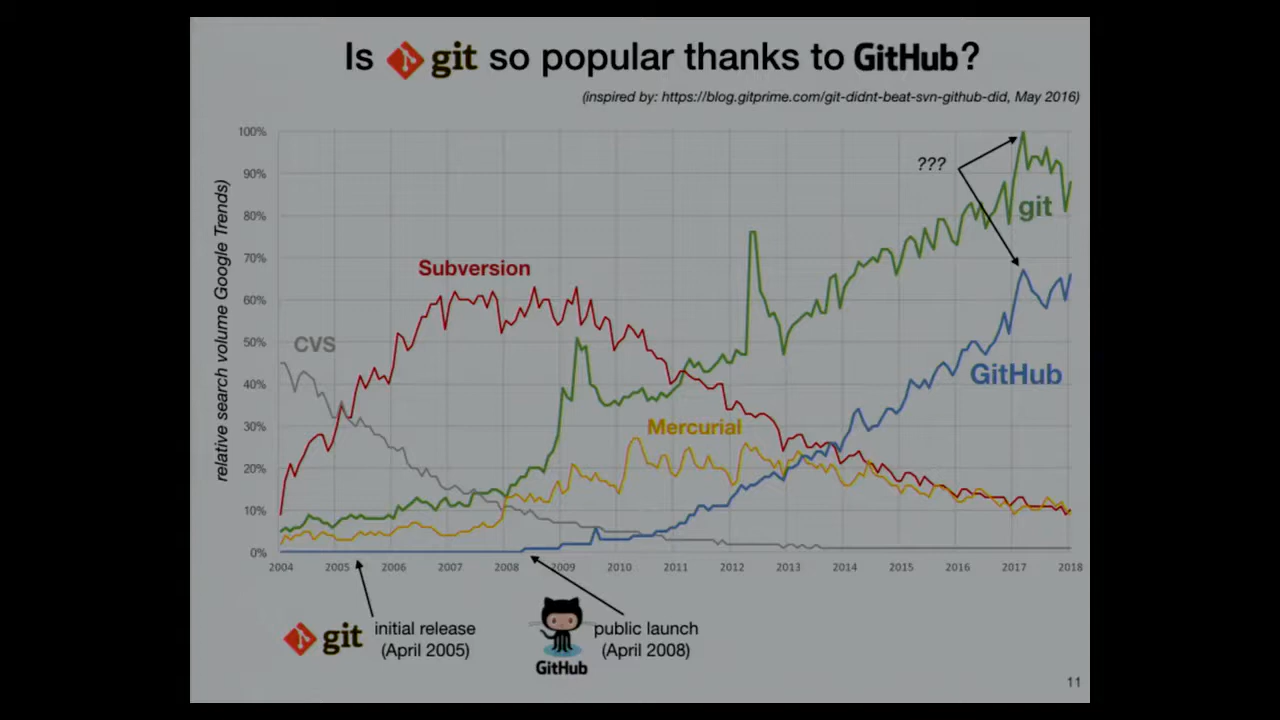 Is git so popular thanks to GitHub?
(inspired by: https://blog.gitprime.com/git-didnt-beat-svn-github-did, May 2016)
relative search volume Google Trends)
100%
90%
80%
70%
60%
50%
40%
30%
20%
10%
0%
???
git
Subversion
CVS
GitHub
Mercurial
2004 2005 2006 2007 2008 2009 2010 2011 2012 2013 2014 2015 2016 2017 2018
git initial release
(April 2005)
public launch
(April 2008)
GitHub
11